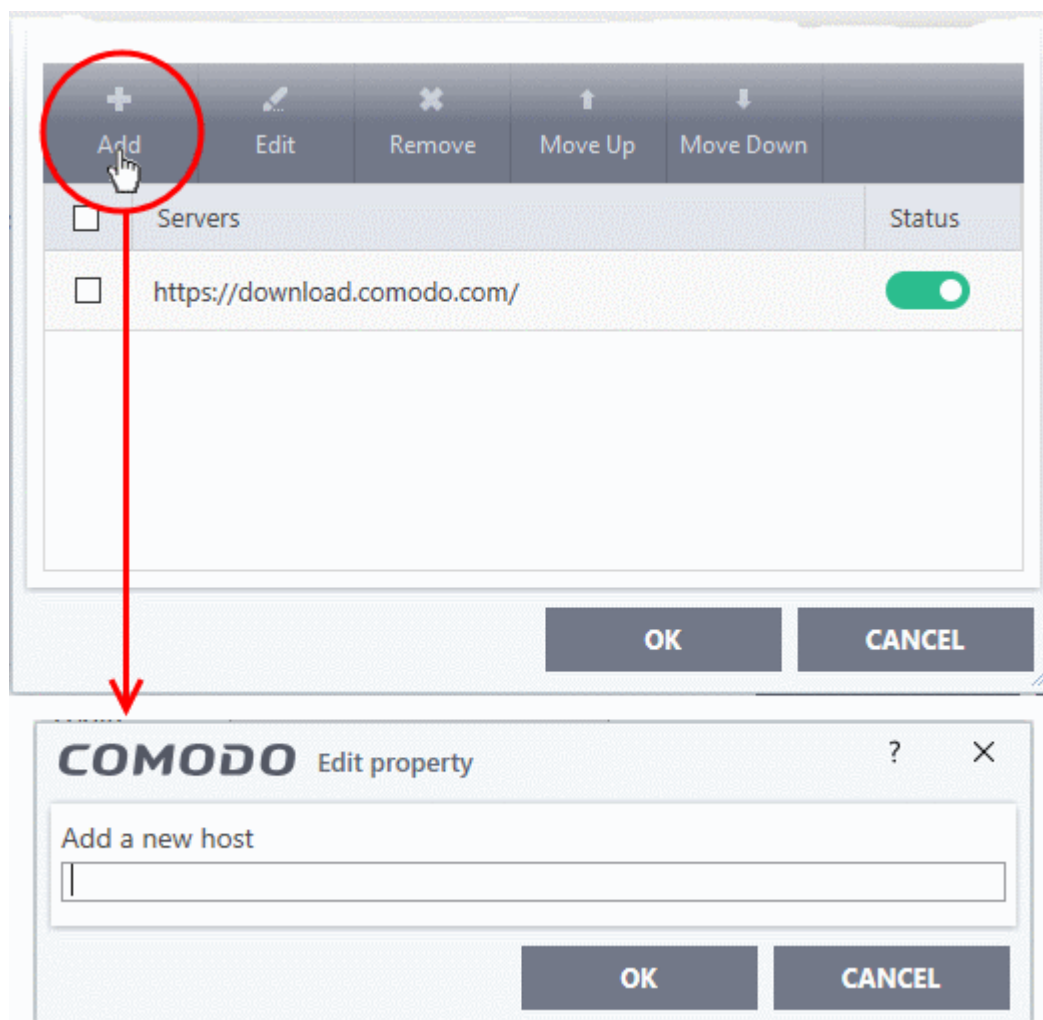 Add Edit Remove Move Up Move Down
Servers Status
https://download.comodo.com/
OK CANCEL
COMODO Edit property ? ×
Add a new host
OK CANCEL